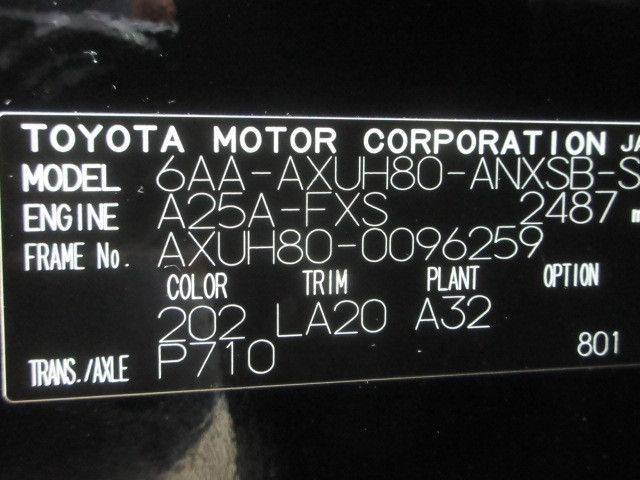 TOYOTA MOTOR CORPORATION JA
MODEL 6AA-AXUH80-ANXSB-S
ENGINE A25A-FXS 2487 m
FRAME No. AXUH80-0096259
COLOR TRIM PLANT OPTION
202 LA20 A32
TRANS./AXLE P710 801